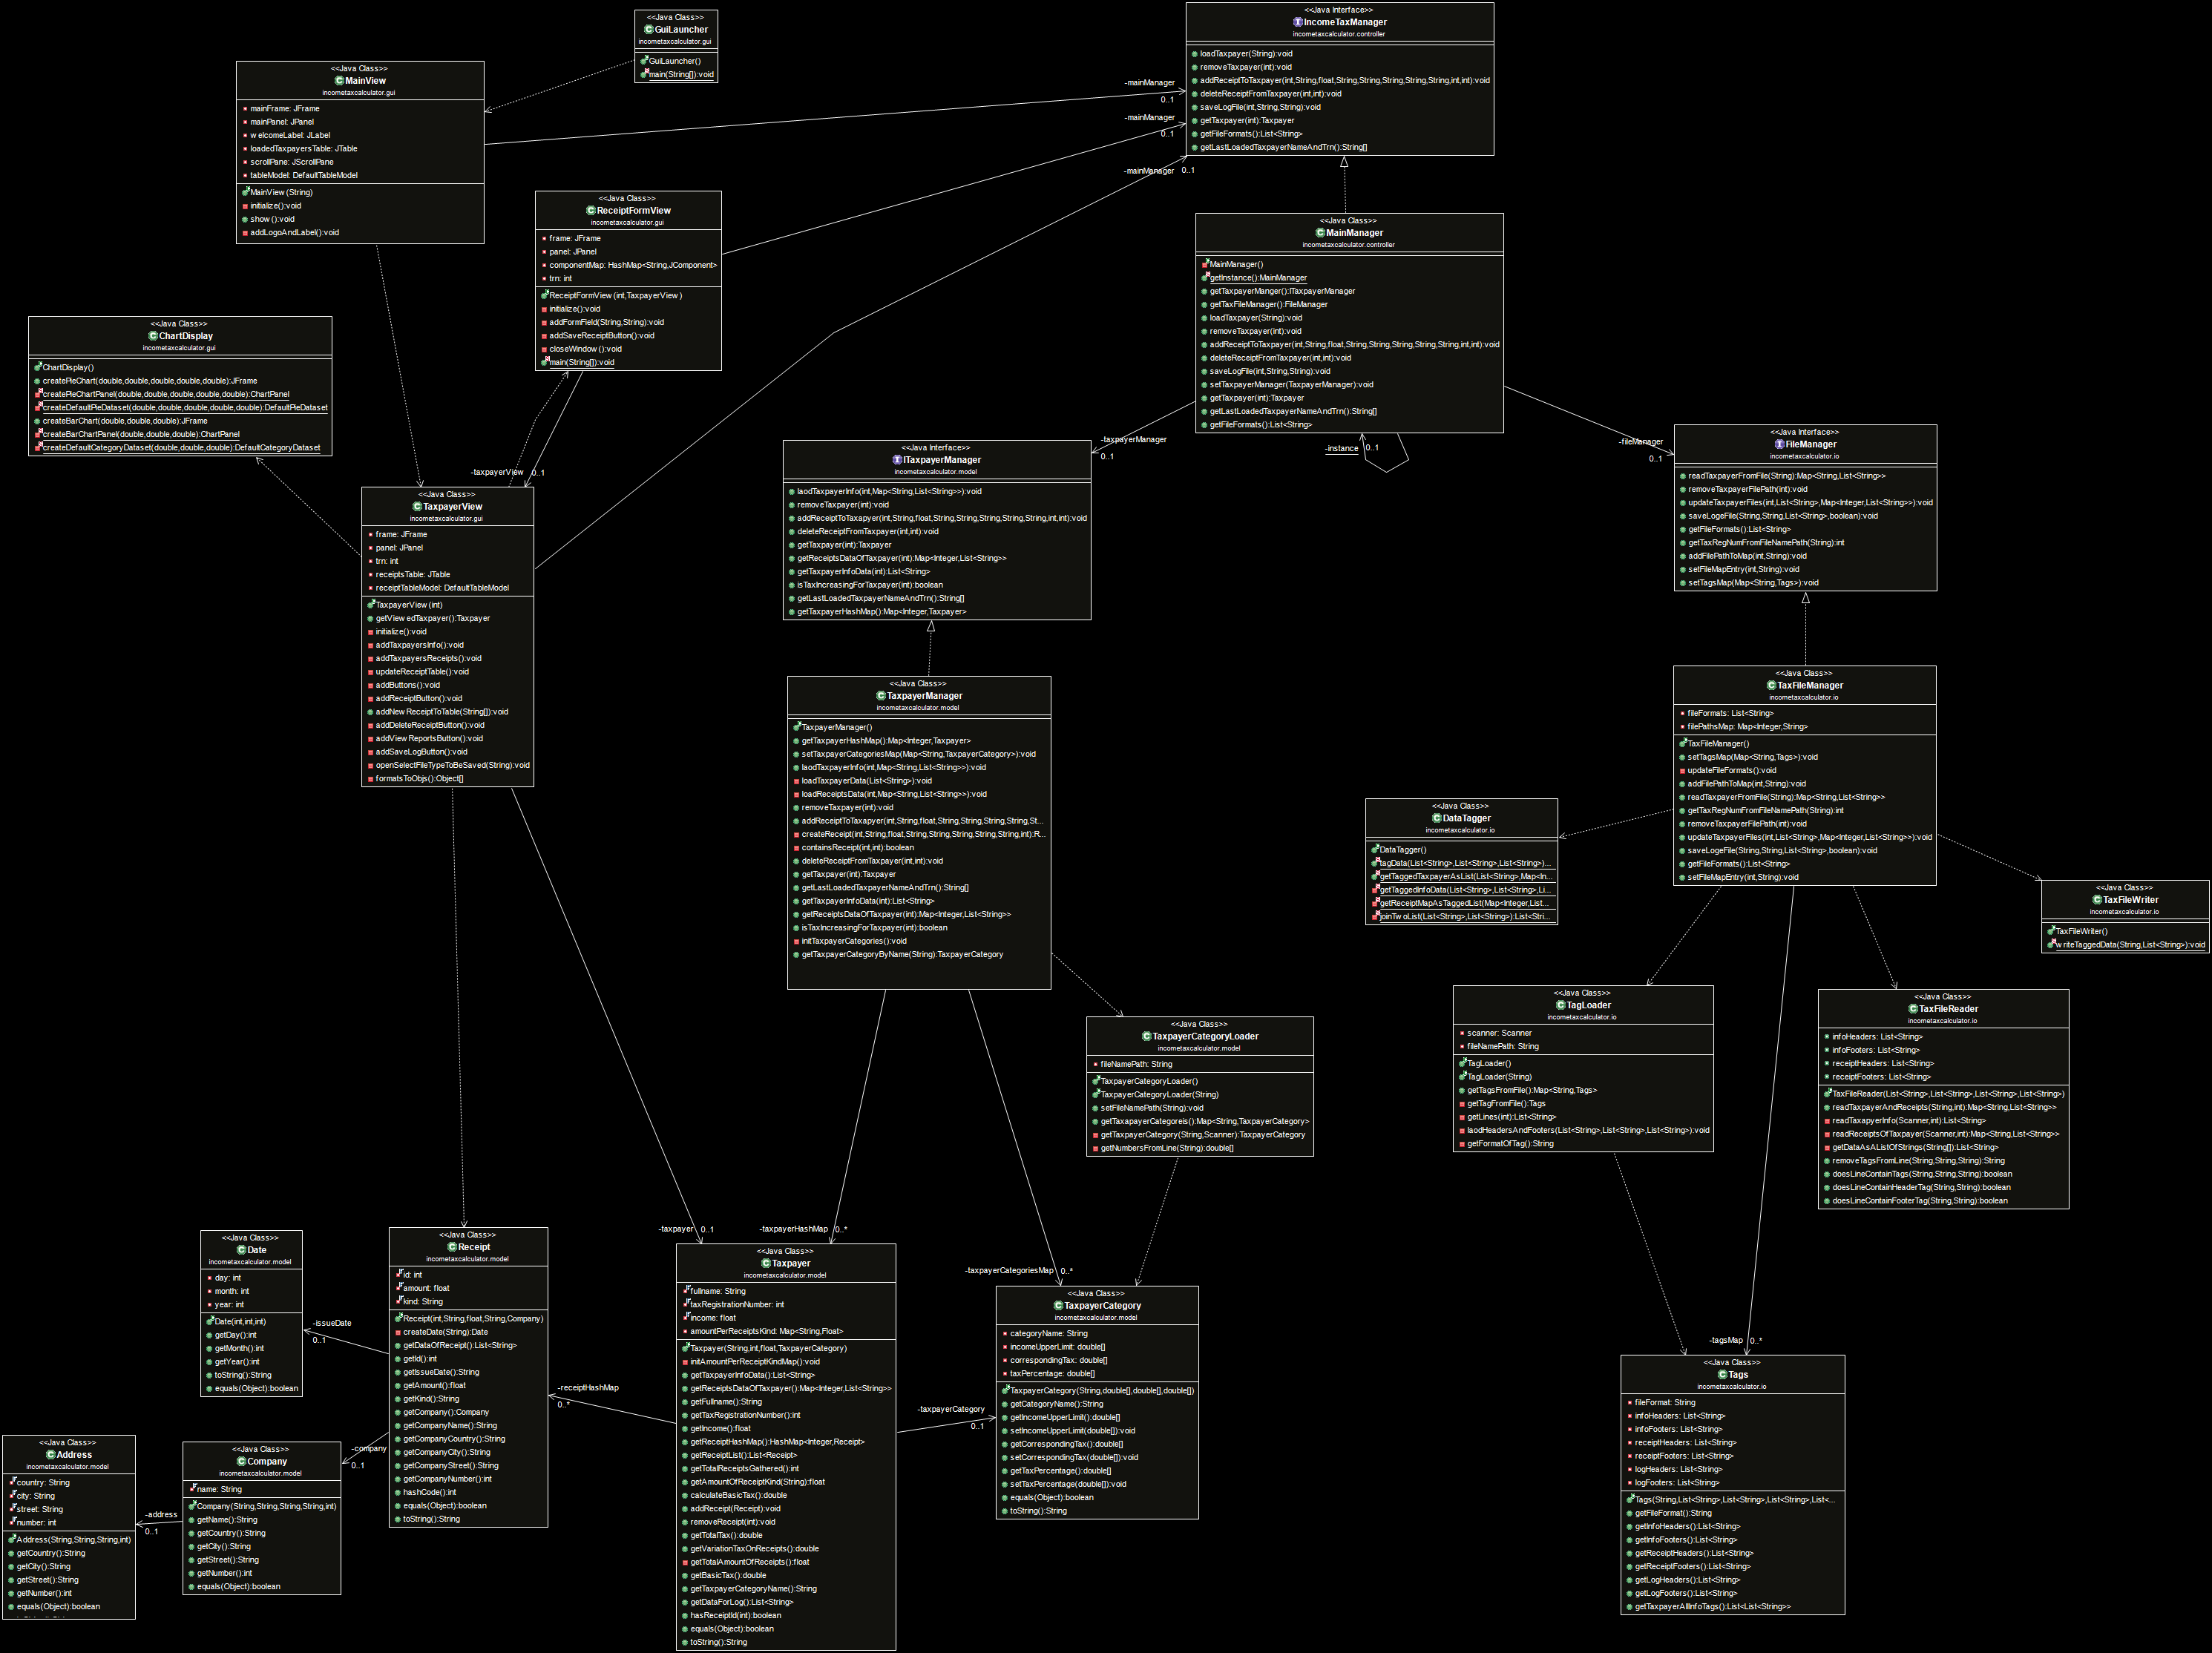 <<Java Class>>
GuiLauncher
incometaxcalculator.gui
GuiLauncher()
main(String[]):void
<<Java Interface>>
IncomeTaxManager
incometaxcalculator.controller
loadTaxpayer(String):void
removeTaxpayer(int):void
addReceiptToTaxpayer(int,String,float,String,String,String,String,int,int):void
deleteReceiptFromTaxpayer(int,int):void
saveLogFile(int,String,String):void
getTaxpayer(int):Taxpayer
getFileFormats():List<String>
getLastLoadedTaxpayerNameAndTrn():String[]
<<Java Class>>
MainView
incometaxcalculator.gui
mainFrame: JFrame
mainPanel: JPanel
welcomeLabel: JLabel
loadedTaxpayersTable: JTable
scrollPane: JScrollPane
tableModel: DefaultTableModel
MainView(String)
initialize():void
show():void
addLogoAndLabel():void
-mainManager
0..1
-mainManager
0..1
-mainManager
0..1
<<Java Class>>
ReceiptFormView
incometaxcalculator.gui
frame: JFrame
panel: JPanel
componentMap: HashMap<String,JComponent>
trn: int
ReceiptFormView(int,TaxpayerView)
initialize():void
addFormField(String,String):void
addSaveReceiptButton():void
closeWindow():void
main(String[]):void
<<Java Class>>
MainManager
incometaxcalculator.controller
MainManager()
getInstance():MainManager
getTaxpayerManger():ITaxpayerManager
getTaxFileManager():FileManager
loadTaxpayer(String):void
removeTaxpayer(int):void
addReceiptToTaxpayer(int,String,float,String,String,String,String,int,int):void
deleteReceiptFromTaxpayer(int,int):void
saveLogFile(int,String,String):void
setTaxpayerManager(TaxpayerManager):void
getTaxpayer(int):Taxpayer
getLastLoadedTaxpayerNameAndTrn():String[]
getFileFormats():List<String>
-instance
0..1
-taxpayerManager
0..1
-fileManager
0..1
<<Java Class>>
ChartDisplay
incometaxcalculator.gui
ChartDisplay()
createPieChart(double,double,double,double,double):JFrame
createPieChartPanel(double,double,double,double,double):ChartPanel
createDefaultPieDataset(double,double,double,double,double):DefaultPieDataset
createBarChart(double,double,double):JFrame
createBarChartPanel(double,double,double):ChartPanel
createDefaultCategoryDataset(double,double,double):DefaultCategoryDataset
-taxpayerView
0..1
<<Java Class>>
TaxpayerView
incometaxcalculator.gui
frame: JFrame
panel: JPanel
trn: int
receiptsTable: JTable
receiptTableModel: DefaultTableModel
TaxpayerView(int)
getViewedTaxpayer():Taxpayer
initialize():void
addTaxpayersInfo():void
addTaxpayersReceipts():void
updateReceiptTable():void
addButtons():void
addReceiptButton():void
addNewReceiptToTable(String[]):void
addDeleteReceiptButton():void
addViewReportsButton():void
addSaveLogButton():void
openSelectFileTypeToBeSaved(String):void
formatsToObjs():Object[]
<<Java Interface>>
ITaxpayerManager
incometaxcalculator.model
laodTaxpayerInfo(int,Map<String,List<String>>):void
removeTaxpayer(int):void
addReceiptToTaxapyer(int,String,float,String,String,String,String,int,int):void
deleteReceiptFromTaxpayer(int,int):void
getTaxpayer(int):Taxpayer
getReceiptsDataOfTaxpayer(int):Map<Integer,List<String>>
getTaxpayerInfoData(int):List<String>
isTaxIncreasingForTaxpayer(int):boolean
getLastLoadedTaxpayerNameAndTrn():String[]
getTaxpayerHashMap():Map<Integer,Taxpayer>
<<Java Interface>>
FileManager
incometaxcalculator.io
readTaxpayerFromFile(String):Map<String,List<String>>
removeTaxpayerFilePath(int):void
updateTaxpayerFiles(int,List<String>,Map<Integer,List<String>>):void
saveLogeFile(String,String,List<String>,boolean):void
getFileFormats():List<String>
getTaxRegNumFromFileNamePath(String):int
addFilePathToMap(int,String):void
setFileMapEntry(int,String):void
setTagsMap(Map<String,Tags>):void
<<Java Class>>
TaxpayerManager
incometaxcalculator.model
TaxpayerManager()
getTaxpayerHashMap():Map<Integer,Taxpayer>
setTaxpayerCategoriesMap(Map<String,TaxpayerCategory>):void
laodTaxpayerInfo(int,Map<String,List<String>>):void
loadTaxpayerData(List<String>):void
loadReceiptsData(int,Map<String,List<String>>):void
removeTaxpayer(int):void
addReceiptToTaxapyer(int,String,float,String,String,String,String,St...
createReceipt(int,String,float,String,String,String,String,int):R...
containsReceipt(int,int):boolean
deleteReceiptFromTaxpayer(int,int):void
getTaxpayer(int):Taxpayer
getLastLoadedTaxpayerNameAndTrn():String[]
getTaxpayerInfoData(int):List<String>
getReceiptsDataOfTaxpayer(int):Map<Integer,List<String>>
isTaxIncreasingForTaxpayer(int):boolean
initTaxpayerCategories():void
getTaxpayerCategoryByName(String):TaxpayerCategory
<<Java Class>>
TaxFileManager
incometaxcalculator.io
fileFormats: List<String>
filePathsMap: Map<Integer,String>
TaxFileManager()
setTagsMap(Map<String,Tags>):void
updateFileFormats():void
addFilePathToMap(int,String):void
readTaxpayerFromFile(String):Map<String,List<String>>
getTaxRegNumFromFileNamePath(String):int
removeTaxpayerFilePath(int):void
updateTaxpayerFiles(int,List<String>,Map<Integer,List<String>>):void
saveLogeFile(String,String,List<String>,boolean):void
getFileFormats():List<String>
setFileMapEntry(int,String):void
<<Java Class>>
DataTagger
incometaxcalculator.io
DataTagger()
tagData(List<String>,List<String>,List<String>)...
getTaggedTaxpayerAsList(List<String>,Map<In...
getTaggedInfoData(List<String>,List<String>,Li...
getReceiptMapAsTaggedList(Map<Integer,List...
joinTwoList(List<String>,List<String>):List<Stri...
<<Java Class>>
TaxFileWriter
incometaxcalculator.io
TaxFileWriter()
writeTaggedData(String,List<String>):void
<<Java Class>>
TaxpayerCategoryLoader
incometaxcalculator.model
fileNamePath: String
TaxpayerCategoryLoader()
TaxpayerCategoryLoader(String)
setFileNamePath(String):void
getTaxapayerCategoreis():Map<String,TaxpayerCategory>
getTaxpayerCategory(String,Scanner):TaxpayerCategory
getNumbersFromLine(String):double[]
<<Java Class>>
TagLoader
incometaxcalculator.io
scanner: Scanner
fileNamePath: String
TagLoader()
TagLoader(String)
getTagsFromFile():Map<String,Tags>
getTagFromFile():Tags
getLines(int):List<String>
laodHeadersAndFooters(List<String>,List<String>,List<String>):void
getFormatOfTag():String
<<Java Class>>
TaxFileReader
incometaxcalculator.io
infoHeaders: List<String>
infoFooters: List<String>
receiptHeaders: List<String>
receiptFooters: List<String>
TaxFileReader(List<String>,List<String>,List<String>,List<String>)
readTaxpayerAndReceipts(String,int):Map<String,List<String>>
readTaxapyerInfo(Scanner,int):List<String>
readReceiptsOfTaxpayer(Scanner,int):Map<String,List<String>>
getDataAsAListOfStrings(String[]):List<String>
removeTagsFromLine(String,String,String):String
doesLineContainTags(String,String,String):boolean
doesLineContainHeaderTag(String,String):boolean
doesLineContainFooterTag(String,String):boolean
-taxpayer
0..1
-taxpayerHashMap
0..*
-taxpayerCategoriesMap
0..*
<<Java Class>>
Date
incometaxcalculator.model
day: int
month: int
year: int
Date(int,int,int)
getDay():int
getMonth():int
getYear():int
toString():String
equals(Object):boolean
-issueDate
0..1
<<Java Class>>
Receipt
incometaxcalculator.model
id: int
amount: float
kind: String
Receipt(int,String,float,String,Company)
createDate(String):Date
getDataOfReceipt():List<String>
getId():int
getIssueDate():String
getAmount():float
getKind():String
getCompany():Company
getCompanyName():String
getCompanyCountry():String
getCompanyCity():String
getCompanyStreet():String
getCompanyNumber():int
hashCode():int
equals(Object):boolean
toString():String
-receiptHashMap
0..*
<<Java Class>>
Taxpayer
incometaxcalculator.model
fullname: String
taxRegistrationNumber: int
income: float
amountPerReceiptsKind: Map<String,Float>
Taxpayer(String,int,float,TaxpayerCategory)
initAmountPerReceiptKindMap():void
getTaxpayerInfoData():List<String>
getReceiptsDataOfTaxpayer():Map<Integer,List<String>>
getFullname():String
getTaxRegistrationNumber():int
getIncome():float
getReceiptHashMap():HashMap<Integer,Receipt>
getReceiptList():List<Receipt>
getTotalReceiptsGathered():int
getAmountOfReceiptKind(String):float
calculateBasicTax():double
addReceipt(Receipt):void
removeReceipt(int):void
getTotalTax():double
getVariationTaxOnReceipts():double
getTotalAmountOfReceipts():float
getBasicTax():double
getTaxpayerCategoryName():String
getDataForLog():List<String>
hasReceiptId(int):boolean
equals(Object):boolean
toString():String
-taxpayerCategory
0..1
<<Java Class>>
TaxpayerCategory
incometaxcalculator.model
categoryName: String
incomeUpperLimit: double[]
correspondingTax: double[]
taxPercentage: double[]
TaxpayerCategory(String,double[],double[],double[])
getCategoryName():String
getIncomeUpperLimit():double[]
setIncomeUpperLimit(double[]):void
getCorrespondingTax():double[]
setCorrespondingTax(double[]):void
getTaxPercentage():double[]
setTaxPercentage(double[]):void
equals(Object):boolean
toString():String
-tagsMap
0..*
<<Java Class>>
Tags
incometaxcalculator.io
fileFormat: String
infoHeaders: List<String>
infoFooters: List<String>
receiptHeaders: List<String>
receiptFooters: List<String>
logHeaders: List<String>
logFooters: List<String>
Tags(String,List<String>,List<String>,List<String>,List<...
getFileFormat():String
getInfoHeaders():List<String>
getInfoFooters():List<String>
getReceiptHeaders():List<String>
getReceiptFooters():List<String>
getLogHeaders():List<String>
getLogFooters():List<String>
getTaxpayerAllInfoTags():List<List<String>>
<<Java Class>>
Address
incometaxcalculator.model
country: String
city: String
street: String
number: int
Address(String,String,String,int)
getCountry():String
getCity():String
getStreet():String
getNumber():int
equals(Object):boolean
-address
0..1
<<Java Class>>
Company
incometaxcalculator.model
name: String
Company(String,String,String,String,int)
getName():String
getCountry():String
getCity():String
getStreet():String
getNumber():int
equals(Object):boolean
-company
0..1